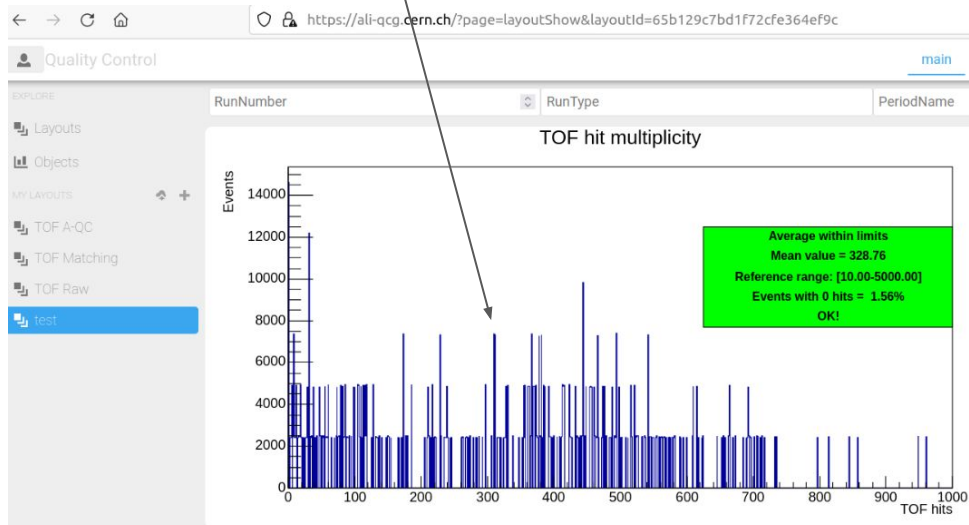 https://ali-qcg.cern.ch/?page=layoutShow&layoutId=65b129c7bd1f72cfe364ef9c
Quality Control
main
EXPLORE
Layouts
Objects
MY LAYOUTS
TOF A-QC
TOF Matching
TOF Raw
test
RunNumber
RunType
PeriodName
TOF hit multiplicity
Events
14000
12000
10000
8000
6000
4000
2000
0
Average within limits
Mean value = 328.76
Reference range: [10.00-5000.00]
Events with 0 hits = 1.56%
OK!
0 100 200 300 400 500 600 700 800 900 1000
TOF hits